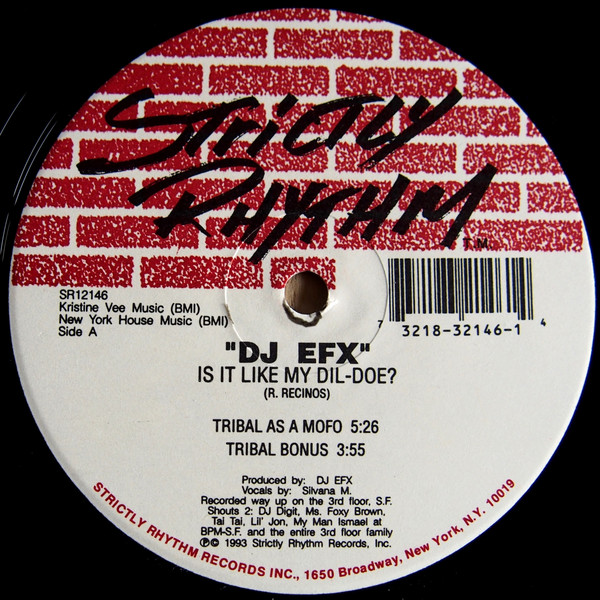 STRICTLY
RHYTHM
T.M.
SR12146
Kristine Vee Music (BMI)
New York House Music (BMI)
Side A
7 3218-32146-1 4
"DJ EFX"
IS IT LIKE MY DIL-DOE?
(R. RECINOS)
TRIBAL AS A MOFO 5:26
TRIBAL BONUS 3:55
Produced by: DJ EFX
Vocals by: Silvana M.
Recorded way up on the 3rd floor, S.F.
Shouts 2: DJ Digit, Ms. Foxy Brown,
Tai Tai, Lil' Jon, My Man Ismael at
BPM-S.F. and the entire 3rd floor family
℗© 1993 Strictly Rhythm Records, Inc.
STRICTLY RHYTHM RECORDS INC., 1650 Broadway, New York, N.Y. 10019